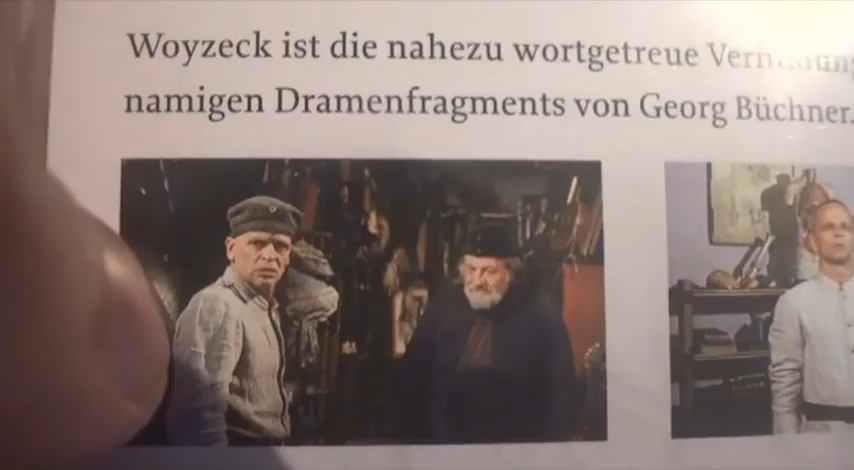 Woyzeck ist die nahezu wortgetreue
namigen Dramenfragments von Georg Büchner.